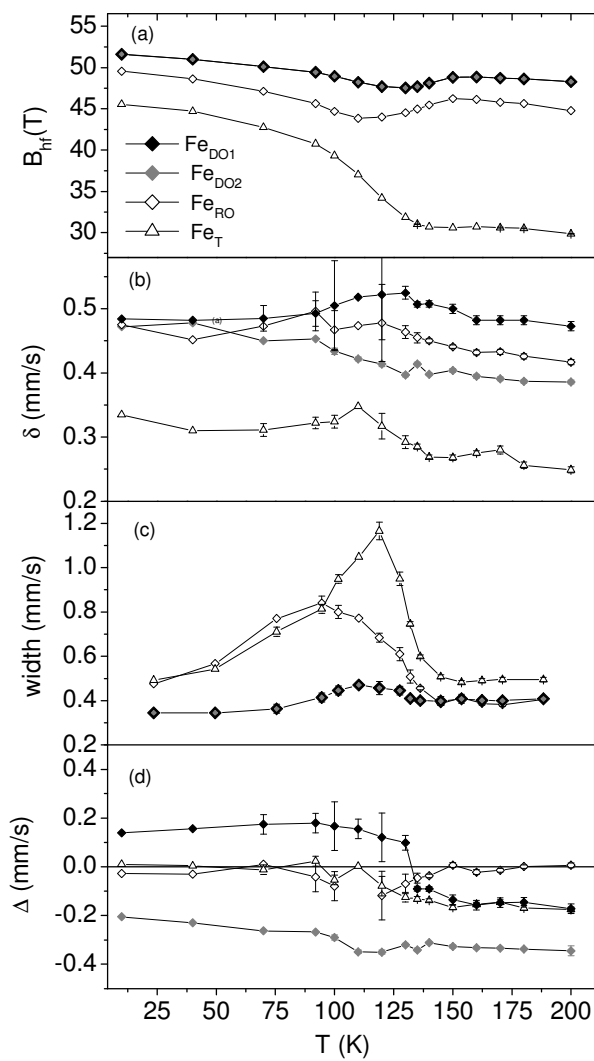 (a)
50
45
40
35
30
B_hf(T)
Fe_DO1
Fe_DO2
Fe_RO
Fe_T
(b)
0.5
(a)
0.4
0.3
0.2
δ (mm/s)
(c)
1.2
1.0
0.8
0.6
0.4
0.2
width (mm/s)
(d)
0.4
0.2
0.0
-0.2
-0.4
Δ (mm/s)
25 50 75 100 125 150 175 200
T (K)